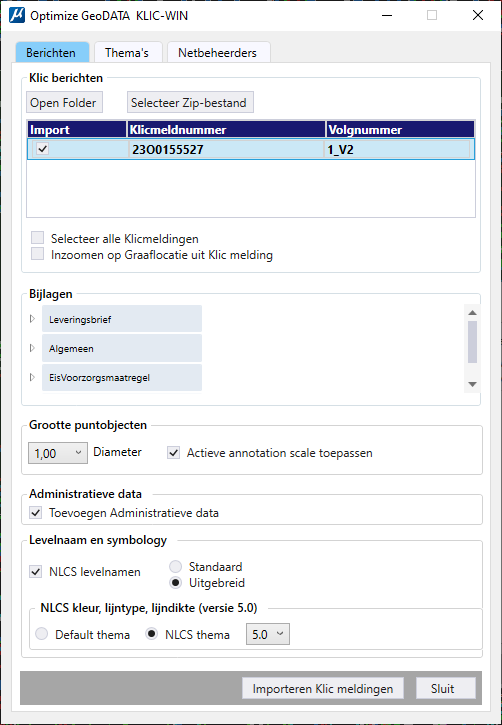 Optimize GeoDATA KLIC-WIN
Berichten Thema's Netbeheerders
Klic berichten
Open Folder Selecteer Zip-bestand
Import Klicmeldnummer Volgnummer
23O0155527 1_V2
Selecteer alle Klicmeldingen
Inzoomen op Graaflocatie uit Klic melding
Bijlagen
Leveringsbrief
Algemeen
EisVoorzorgsmaatregel
Grootte puntobjecten
1,00 Diameter Actieve annotation scale toepassen
Administratieve data
Toevoegen Administratieve data
Levelnaam en symbology
NLCS levelnamen Standaard
Uitgebreid
NLCS kleur, lijntype, lijndikte (versie 5.0)
Default thema NLCS thema 5.0
Importeren Klic meldingen Sluit